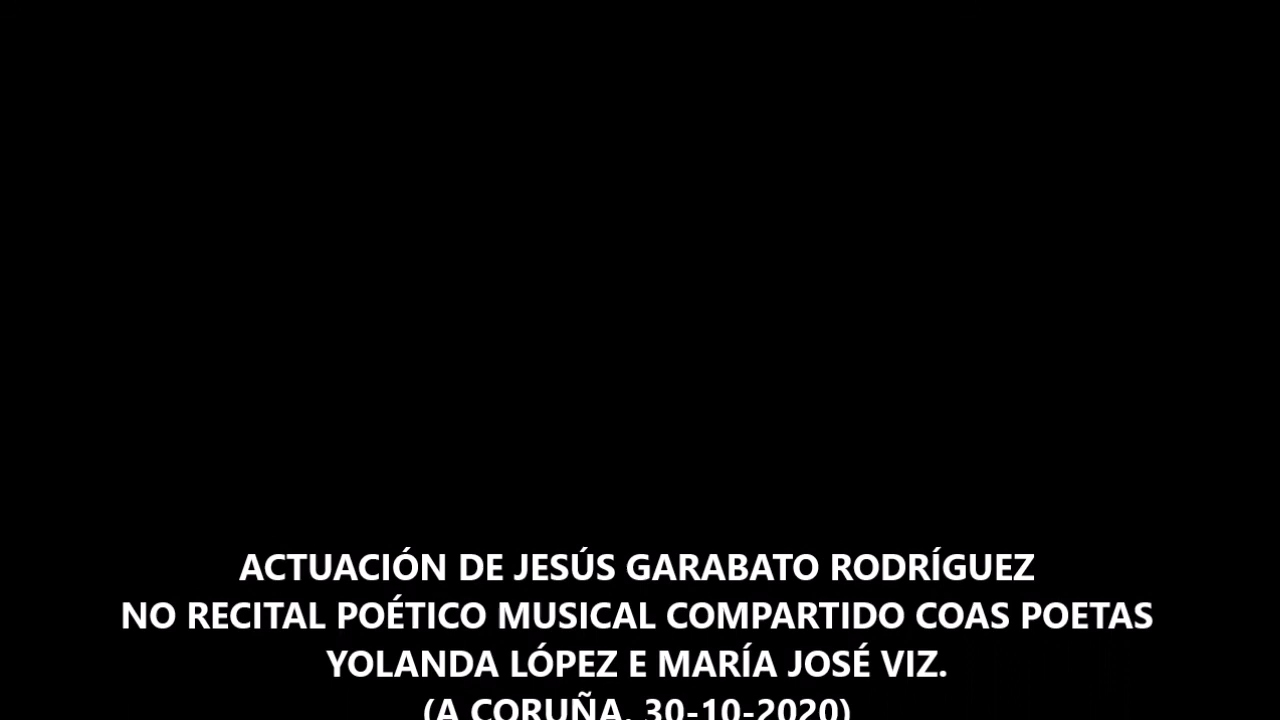 ACTUACIÓN DE JESÚS GARABATO RODRÍGUEZ
NO RECITAL POÉTICO MUSICAL COMPARTIDO COAS POETAS
YOLANDA LÓPEZ E MARÍA JOSÉ VIZ.
(A CORUÑA, 30-10-2020)